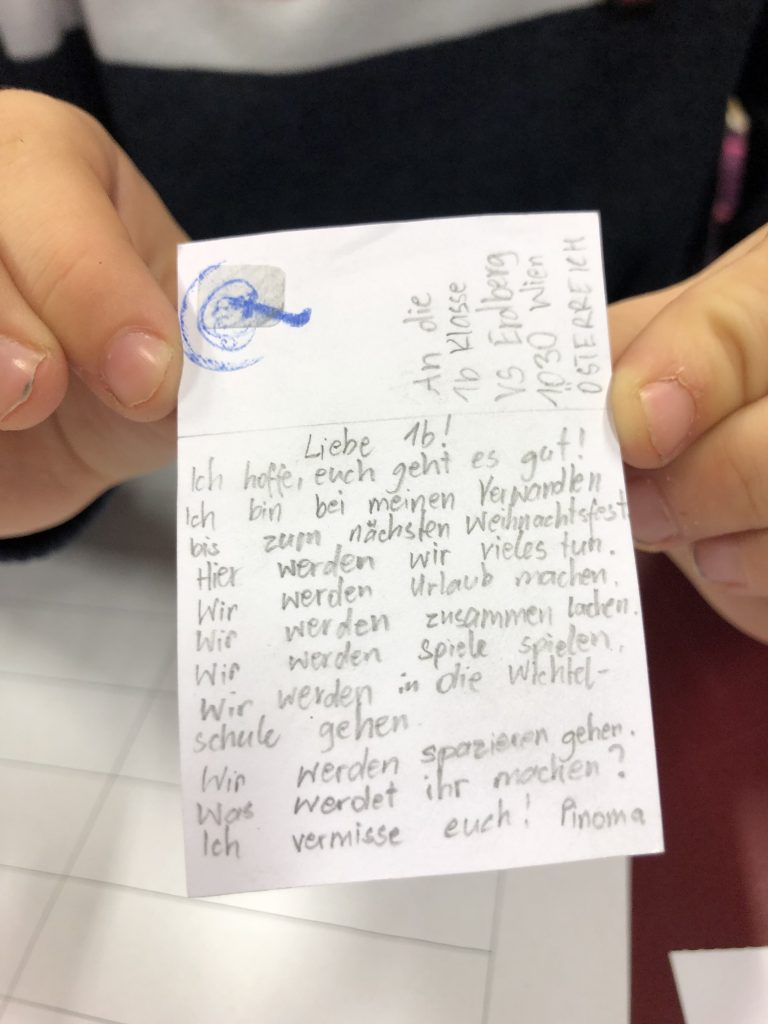 An die
1b Klasse
VS Erdberg
1030 Wien
ÖSTERREICH
Liebe 1b!
Ich hoffe, euch geht es gut!
Ich bin bei meinen Verwandten
bis zum nächsten Weihnachtsfest
Hier werden wir vieles tun.
Wir werden Urlaub machen.
Wir werden zusammen lachen.
Wir werden Spiele spielen.
Wir werden in die Wichtel-
schule gehen.
Wir werden spazieren gehen.
Was werdet ihr machen?
Ich vermisse euch! Pinoma